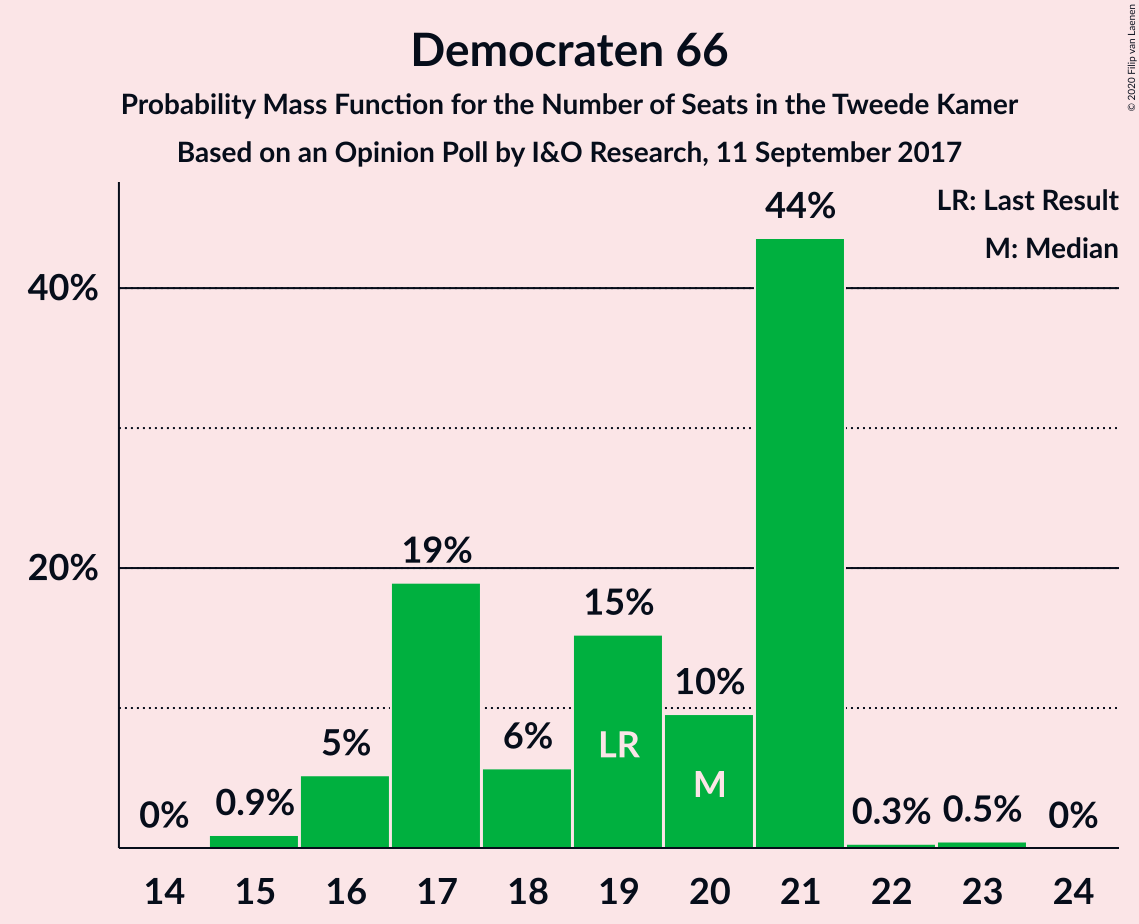 Democraten 66
Probability Mass Function for the Number of Seats in the Tweede Kamer
Based on an Opinion Poll by I&O Research, 11 September 2017
© 2020 Filip van Laenen
LR: Last Result
M: Median
44%
40%
20%
19%
15%
10%
6%
5%
0%
0.9%
0.3%
0.5%
0%
LR
M
14 15 16 17 18 19 20 21 22 23 24